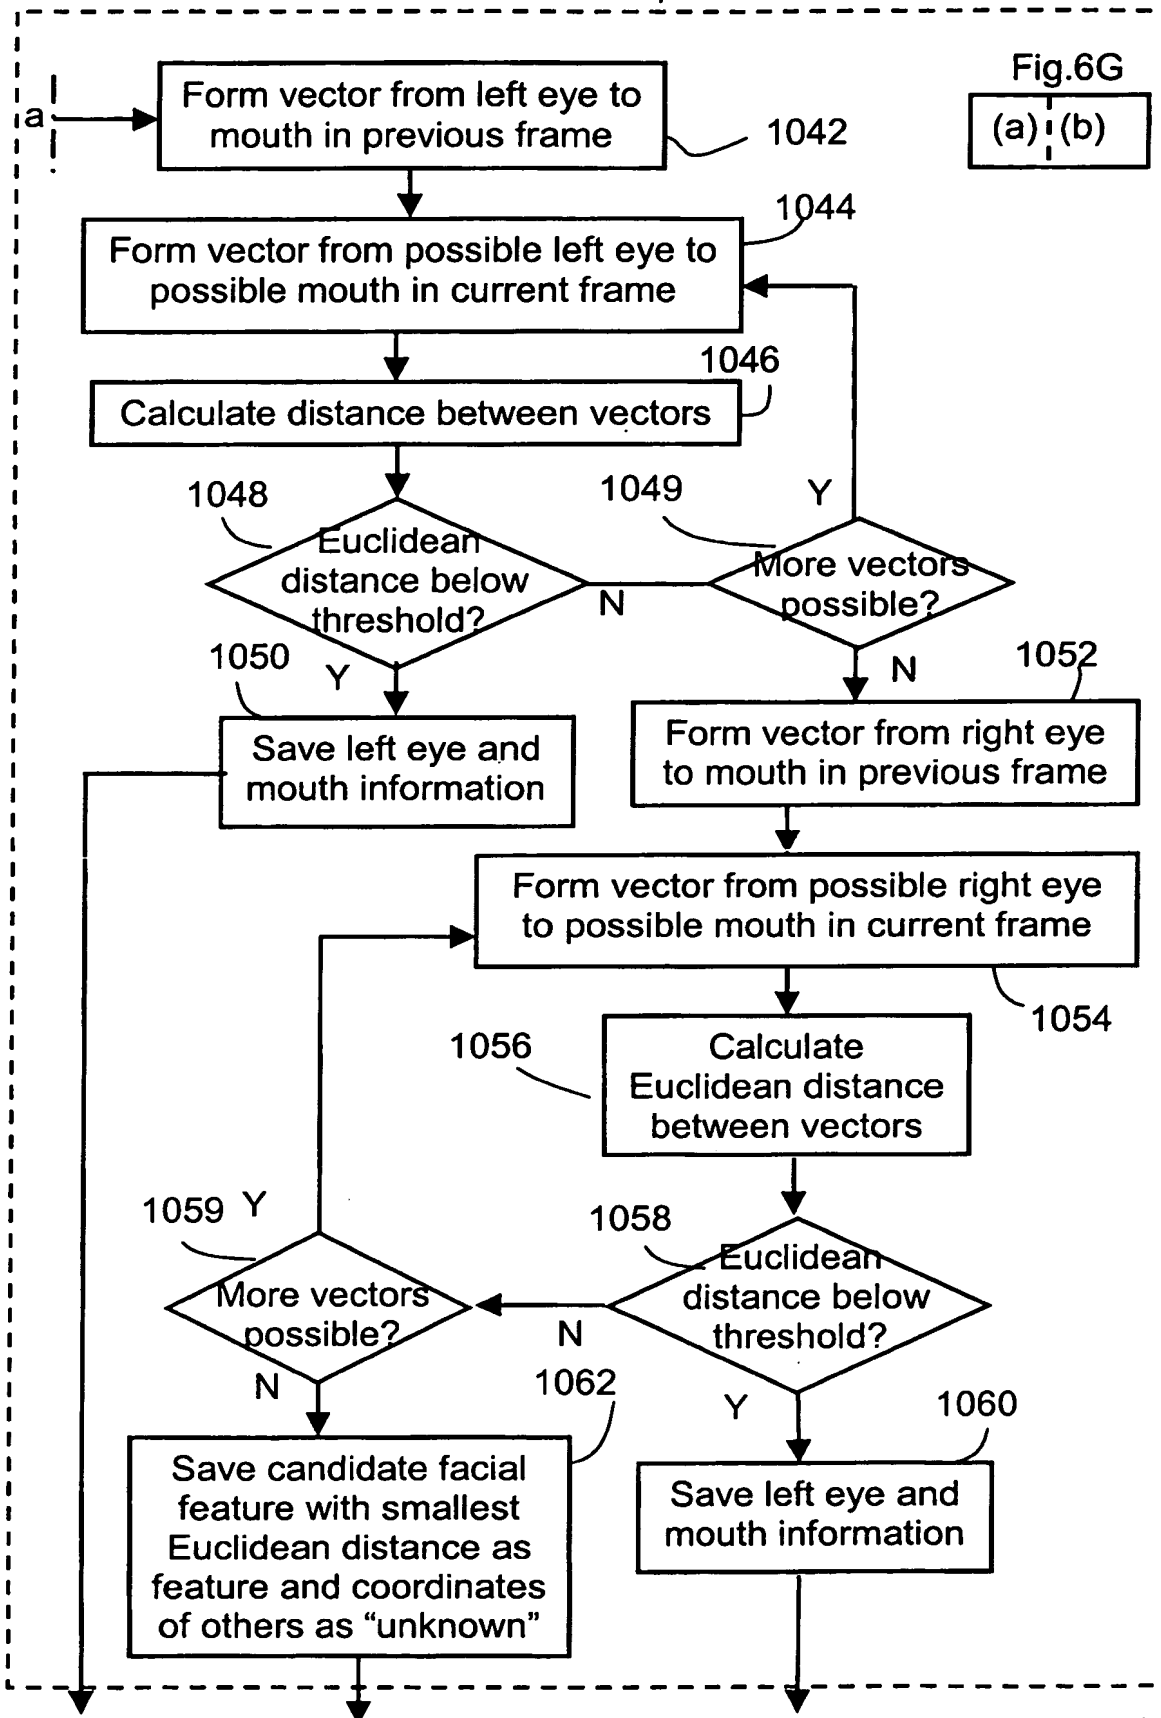 Fig.6G
(a) (b)
a
Form vector from left eye to
mouth in previous frame
1042
1044
Form vector from possible left eye to
possible mouth in current frame
1046
Calculate distance between vectors
1048
Euclidean
distance below
threshold?
N
1049
More vectors
possible?
Y
N
1050
Y
Save left eye and
mouth information
1052
Form vector from right eye
to mouth in previous frame
Form vector from possible right eye
to possible mouth in current frame
1054
1056
Calculate
Euclidean distance
between vectors
1058
Euclidean
distance below
threshold?
N
1059
Y
More vectors
possible?
N
1062
Save candidate facial
feature with smallest
Euclidean distance as
feature and coordinates
of others as “unknown”
Y
1060
Save left eye and
mouth information